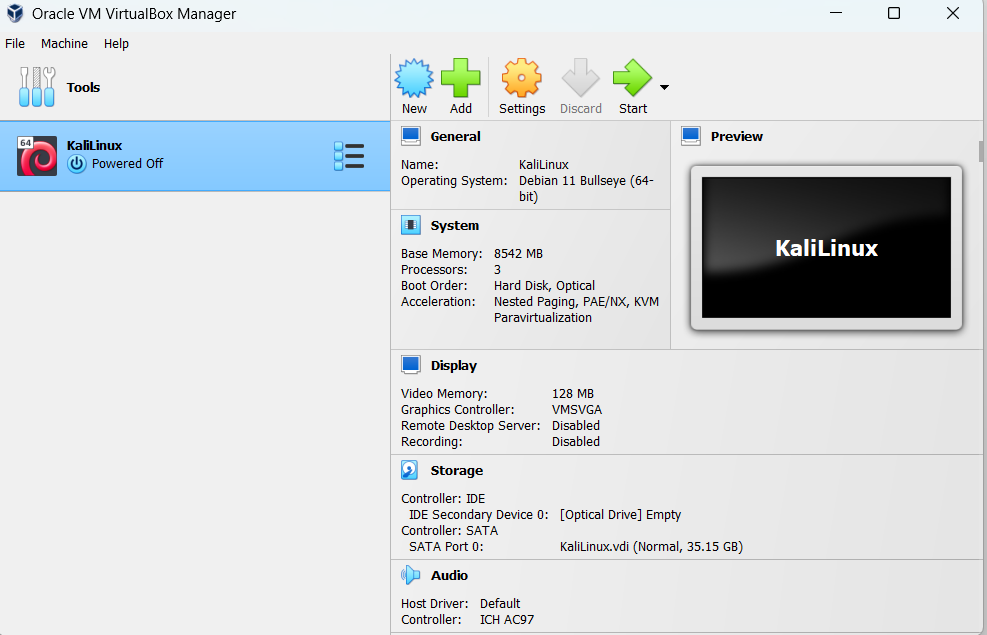 Oracle VM VirtualBox Manager
File Machine Help
Tools
New Add Settings Discard Start
64
KaliLinux
Powered Off
General
Name: KaliLinux
Operating System: Debian 11 Bullseye (64-
bit)
System
Base Memory: 8542 MB
Processors: 3
Boot Order: Hard Disk, Optical
Acceleration: Nested Paging, PAE/NX, KVM
Paravirtualization
Preview
KaliLinux
Display
Video Memory: 128 MB
Graphics Controller: VMSVGA
Remote Desktop Server: Disabled
Recording: Disabled
Storage
Controller: IDE
IDE Secondary Device 0: [Optical Drive] Empty
Controller: SATA
SATA Port 0: KaliLinux.vdi (Normal, 35.15 GB)
Audio
Host Driver: Default
Controller: ICH AC97